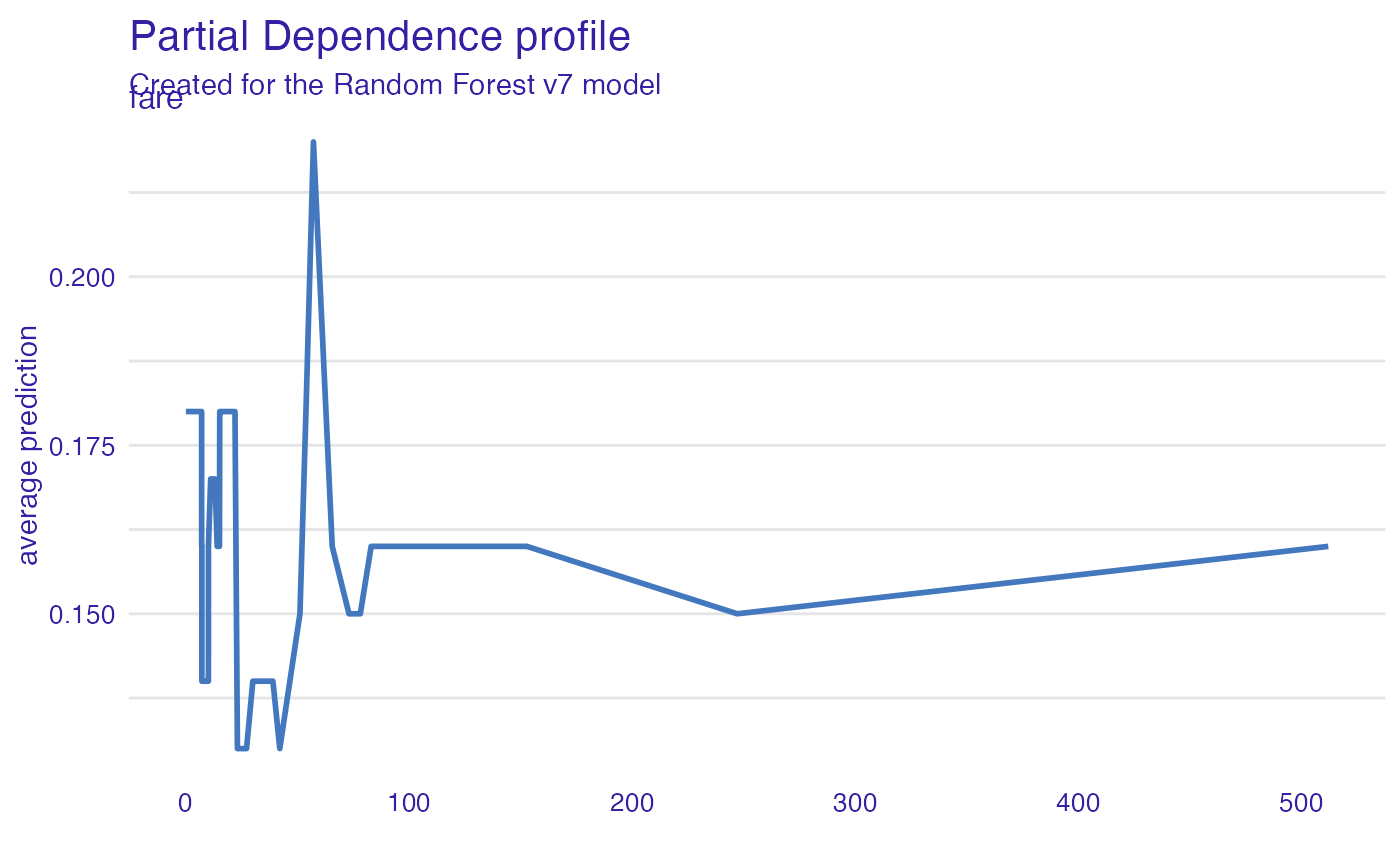 Partial Dependence profile
Created for the Random Forest v7 model
fare
average prediction
0.200
0.175
0.150
0 100 200 300 400 500